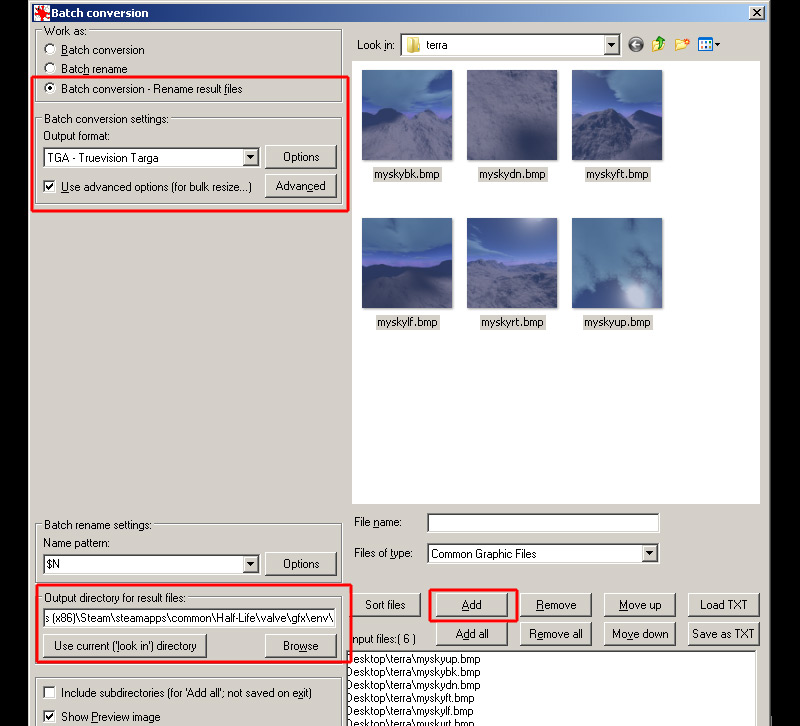 Batch conversion
Work as:
Batch conversion
Batch rename
Batch conversion - Rename result files
Batch conversion settings:
Output format:
TGA - Truevision Targa
Options
Use advanced options (for bulk resize...)
Advanced
Look in:
terra
myskybk.bmp
myskydn.bmp
myskyft.bmp
myskylf.bmp
myskyrt.bmp
myskyup.bmp
Batch rename settings:
Name pattern:
$N
Options
File name:
Files of type:
Common Graphic Files
Output directory for result files:
s (x86)\Steam\steamapps\common\Half-Life\valve\gfx\env\
Use current ('look in') directory
Browse
Sort files
Add
Remove
Move up
Load TXT
Input files:( 6 )
Add all
Remove all
Move down
Save as TXT
Desktop\terra\myskyup.bmp
Desktop\terra\myskybk.bmp
Desktop\terra\myskydn.bmp
Desktop\terra\myskyft.bmp
Desktop\terra\myskylf.bmp
Desktop\terra\myskyrt.bmp
Include subdirectories (for 'Add all'; not saved on exit)
Show Preview image